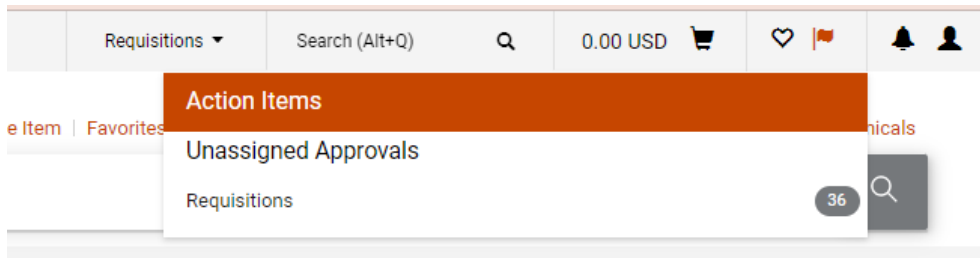 Requisitions Search (Alt+Q) 0.00 USD
Action Items
e Item | Favorites nicals
Unassigned Approvals
Requisitions 36